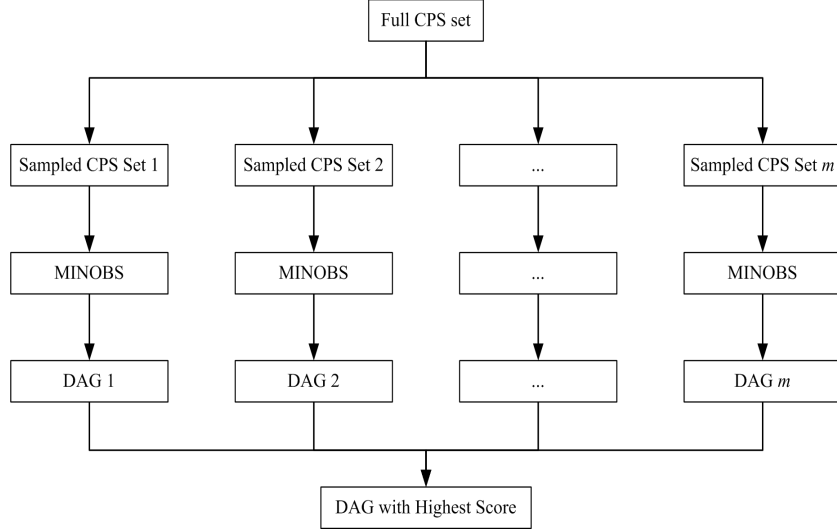 Full CPS set
Sampled CPS Set 1
Sampled CPS Set 2
...
Sampled CPS Set m
MINOBS
MINOBS
...
MINOBS
DAG 1
DAG 2
...
DAG m
DAG with Highest Score